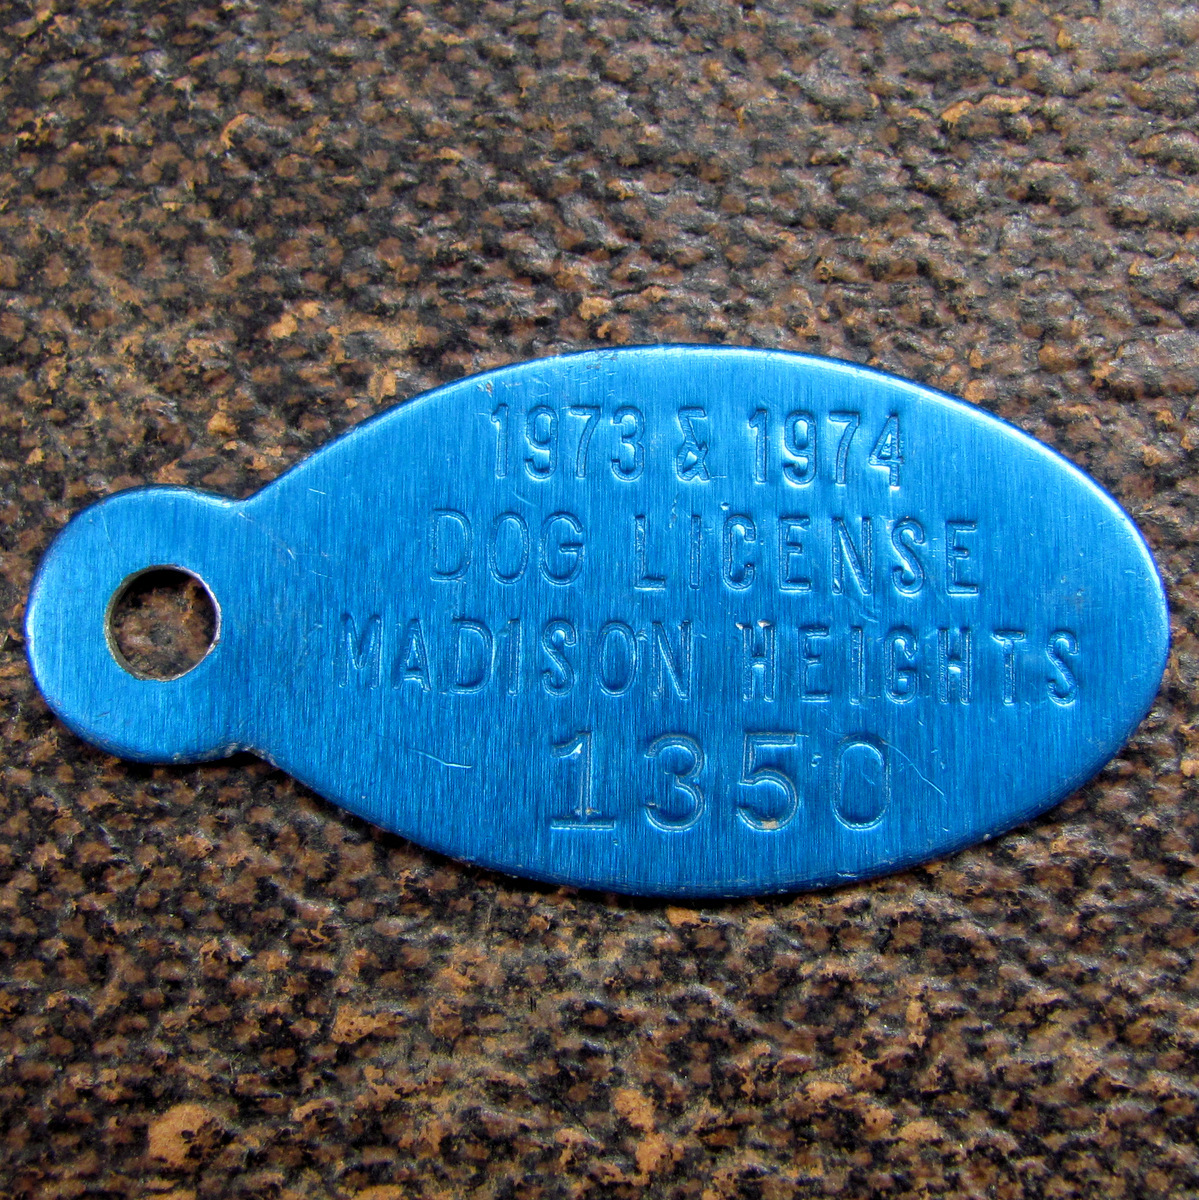 1973 & 1974
DOG LICENSE
MADISON HEIGHTS
1350